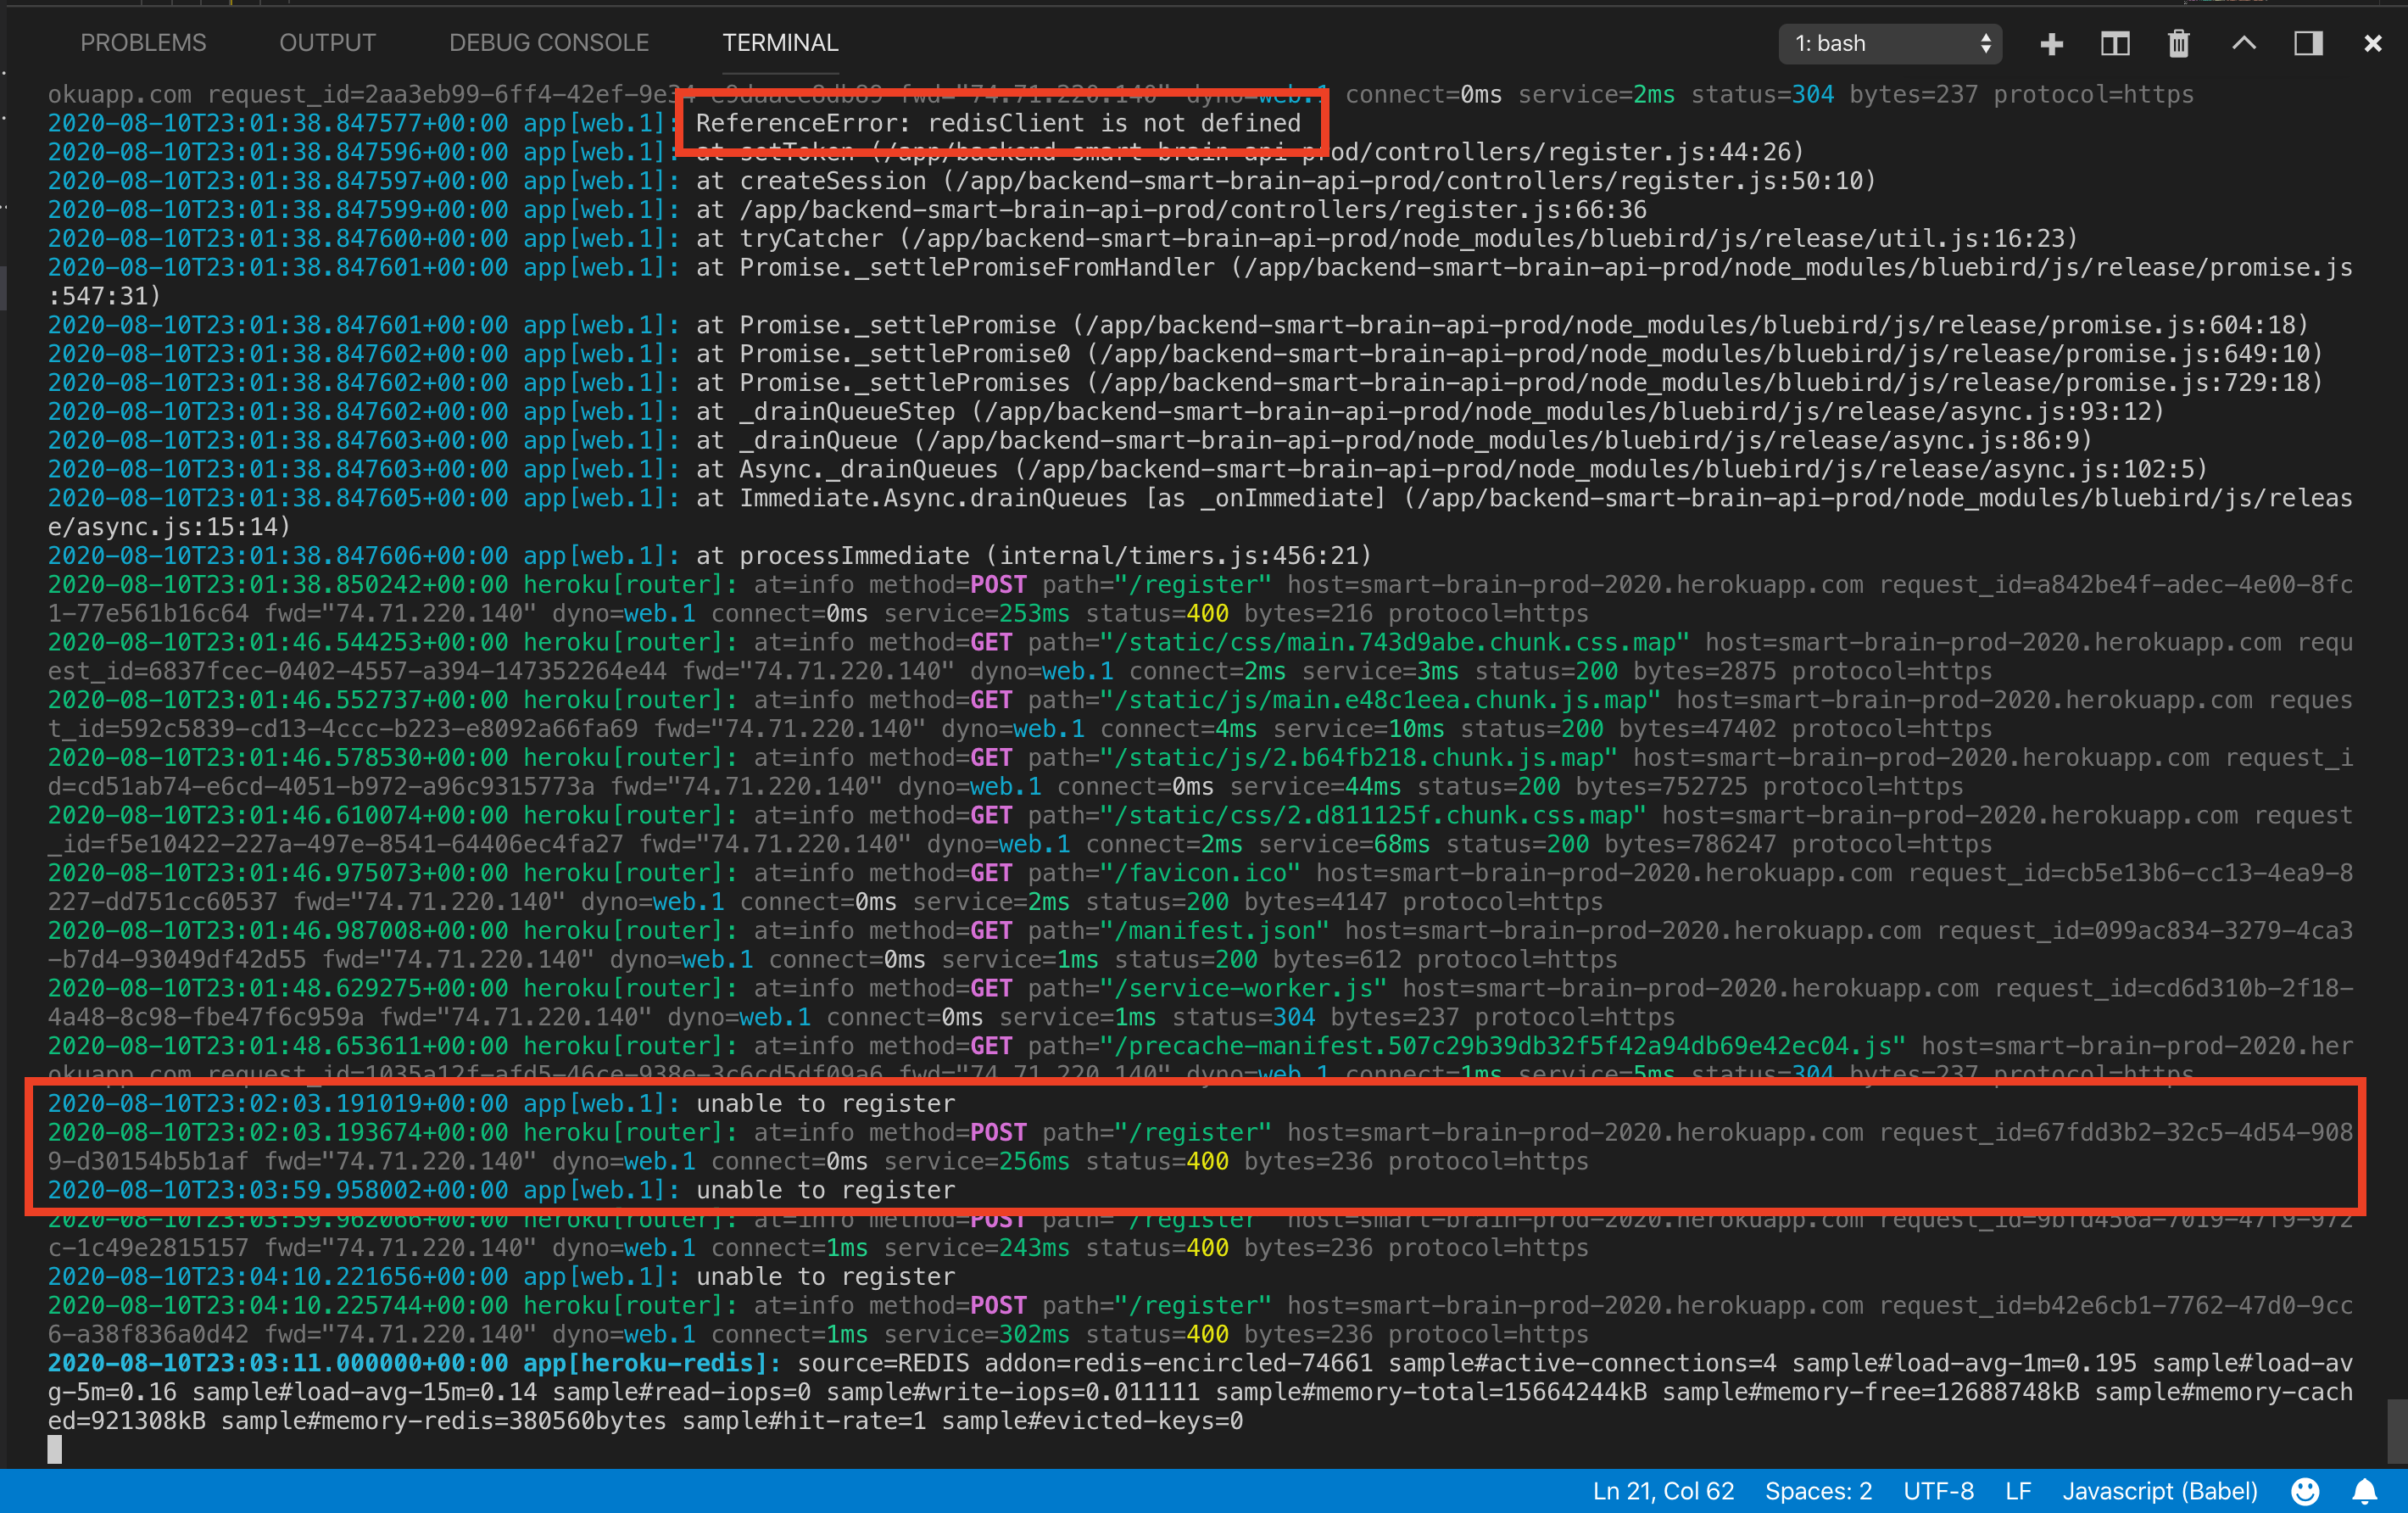 PROBLEMS OUTPUT DEBUG CONSOLE TERMINAL 1: bash
okuapp.com request_id=2aa3eb99-6ff4-42ef-9e34-c9daace8db89 fwd="74.71.220.140" dyno=web.1 connect=0ms service=2ms status=304 bytes=237 protocol=https
2020-08-10T23:01:38.847577+00:00 app[web.1]: ReferenceError: redisClient is not defined
2020-08-10T23:01:38.847596+00:00 app[web.1]: at setToken (/app/backend-smart-brain-api-prod/controllers/register.js:44:26)
2020-08-10T23:01:38.847597+00:00 app[web.1]: at createSession (/app/backend-smart-brain-api-prod/controllers/register.js:50:10)
2020-08-10T23:01:38.847599+00:00 app[web.1]: at /app/backend-smart-brain-api-prod/controllers/register.js:66:36
2020-08-10T23:01:38.847600+00:00 app[web.1]: at tryCatcher (/app/backend-smart-brain-api-prod/node_modules/bluebird/js/release/util.js:16:23)
2020-08-10T23:01:38.847601+00:00 app[web.1]: at Promise._settlePromiseFromHandler (/app/backend-smart-brain-api-prod/node_modules/bluebird/js/release/promise.js
:547:31)
2020-08-10T23:01:38.847601+00:00 app[web.1]: at Promise._settlePromise (/app/backend-smart-brain-api-prod/node_modules/bluebird/js/release/promise.js:604:18)
2020-08-10T23:01:38.847602+00:00 app[web.1]: at Promise._settlePromise0 (/app/backend-smart-brain-api-prod/node_modules/bluebird/js/release/promise.js:649:10)
2020-08-10T23:01:38.847602+00:00 app[web.1]: at Promise._settlePromises (/app/backend-smart-brain-api-prod/node_modules/bluebird/js/release/promise.js:729:18)
2020-08-10T23:01:38.847602+00:00 app[web.1]: at _drainQueueStep (/app/backend-smart-brain-api-prod/node_modules/bluebird/js/release/async.js:93:12)
2020-08-10T23:01:38.847603+00:00 app[web.1]: at _drainQueue (/app/backend-smart-brain-api-prod/node_modules/bluebird/js/release/async.js:86:9)
2020-08-10T23:01:38.847603+00:00 app[web.1]: at Async._drainQueues (/app/backend-smart-brain-api-prod/node_modules/bluebird/js/release/async.js:102:5)
2020-08-10T23:01:38.847605+00:00 app[web.1]: at Immediate.Async.drainQueues [as _onImmediate] (/app/backend-smart-brain-api-prod/node_modules/bluebird/js/releas
e/async.js:15:14)
2020-08-10T23:01:38.847606+00:00 app[web.1]: at processImmediate (internal/timers.js:456:21)
2020-08-10T23:01:38.850242+00:00 heroku[router]: at=info method=POST path="/register" host=smart-brain-prod-2020.herokuapp.com request_id=a842be4f-adec-4e00-8fc
1-77e561b16c64 fwd="74.71.220.140" dyno=web.1 connect=0ms service=253ms status=400 bytes=216 protocol=https
2020-08-10T23:01:46.544253+00:00 heroku[router]: at=info method=GET path="/static/css/main.743d9abe.chunk.css.map" host=smart-brain-prod-2020.herokuapp.com requ
est_id=6837fcec-0402-4557-a394-147352264e44 fwd="74.71.220.140" dyno=web.1 connect=2ms service=3ms status=200 bytes=2875 protocol=https
2020-08-10T23:01:46.552737+00:00 heroku[router]: at=info method=GET path="/static/js/main.e48c1eea.chunk.js.map" host=smart-brain-prod-2020.herokuapp.com reques
t_id=592c5839-cd13-4ccc-b223-e8092a66fa69 fwd="74.71.220.140" dyno=web.1 connect=4ms service=10ms status=200 bytes=47402 protocol=https
2020-08-10T23:01:46.578530+00:00 heroku[router]: at=info method=GET path="/static/js/2.b64fb218.chunk.js.map" host=smart-brain-prod-2020.herokuapp.com request_i
d=cd51ab74-e6cd-4051-b972-a96c9315773a fwd="74.71.220.140" dyno=web.1 connect=0ms service=44ms status=200 bytes=752725 protocol=https
2020-08-10T23:01:46.610074+00:00 heroku[router]: at=info method=GET path="/static/css/2.d811125f.chunk.css.map" host=smart-brain-prod-2020.herokuapp.com request
_id=f5e10422-227a-497e-8541-64406ec4fa27 fwd="74.71.220.140" dyno=web.1 connect=2ms service=68ms status=200 bytes=786247 protocol=https
2020-08-10T23:01:46.975073+00:00 heroku[router]: at=info method=GET path="/favicon.ico" host=smart-brain-prod-2020.herokuapp.com request_id=cb5e13b6-cc13-4ea9-8
227-dd751cc60537 fwd="74.71.220.140" dyno=web.1 connect=0ms service=2ms status=200 bytes=4147 protocol=https
2020-08-10T23:01:46.987008+00:00 heroku[router]: at=info method=GET path="/manifest.json" host=smart-brain-prod-2020.herokuapp.com request_id=099ac834-3279-4ca3
-b7d4-93049df42d55 fwd="74.71.220.140" dyno=web.1 connect=0ms service=1ms status=200 bytes=612 protocol=https
2020-08-10T23:01:48.629275+00:00 heroku[router]: at=info method=GET path="/service-worker.js" host=smart-brain-prod-2020.herokuapp.com request_id=cd6d310b-2f18-
4a48-8c98-fbe47f6c959a fwd="74.71.220.140" dyno=web.1 connect=0ms service=1ms status=304 bytes=237 protocol=https
2020-08-10T23:01:48.653611+00:00 heroku[router]: at=info method=GET path="/precache-manifest.507c29b39db32f5f42a94db69e42ec04.js" host=smart-brain-prod-2020.her
okuapp.com request_id=1035a12f-afd5-46ce-938e-3c6cd5df09a6 fwd="74.71.220.140" dyno=web.1 connect=1ms service=5ms status=304 bytes=237 protocol=https
2020-08-10T23:02:03.191019+00:00 app[web.1]: unable to register
2020-08-10T23:02:03.193674+00:00 heroku[router]: at=info method=POST path="/register" host=smart-brain-prod-2020.herokuapp.com request_id=67fdd3b2-32c5-4d54-908
9-d30154b5b1af fwd="74.71.220.140" dyno=web.1 connect=0ms service=256ms status=400 bytes=236 protocol=https
2020-08-10T23:03:59.958002+00:00 app[web.1]: unable to register
2020-08-10T23:03:59.962066+00:00 heroku[router]: at=info method=POST path="/register" host=smart-brain-prod-2020.herokuapp.com request_id=9bfd456a-7019-47f9-972
c-1c49e2815157 fwd="74.71.220.140" dyno=web.1 connect=1ms service=243ms status=400 bytes=236 protocol=https
2020-08-10T23:04:10.221656+00:00 app[web.1]: unable to register
2020-08-10T23:04:10.225744+00:00 heroku[router]: at=info method=POST path="/register" host=smart-brain-prod-2020.herokuapp.com request_id=b42e6cb1-7762-47d0-9cc
6-a38f836a0d42 fwd="74.71.220.140" dyno=web.1 connect=1ms service=302ms status=400 bytes=236 protocol=https
2020-08-10T23:03:11.000000+00:00 app[heroku-redis]: source=REDIS addon=redis-encircled-74661 sample#active-connections=4 sample#load-avg-1m=0.195 sample#load-av
g-5m=0.16 sample#load-avg-15m=0.14 sample#read-iops=0 sample#write-iops=0.011111 sample#memory-total=15664244kB sample#memory-free=12688748kB sample#memory-cach
ed=921308kB sample#memory-redis=380560bytes sample#hit-rate=1 sample#evicted-keys=0
Ln 21, Col 62 Spaces: 2 UTF-8 LF Javascript (Babel)